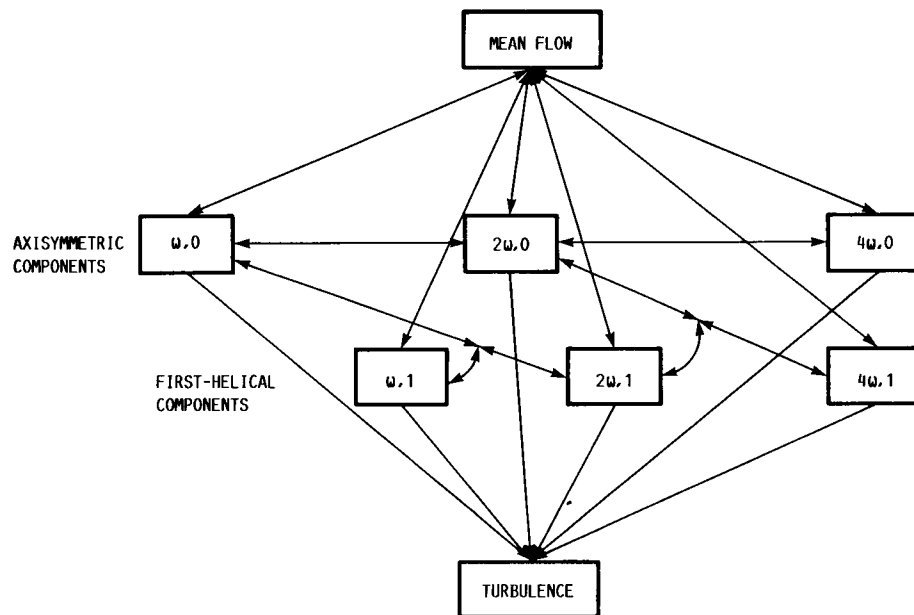 MEAN FLOW
AXISYMMETRIC
COMPONENTS
ω,0
2ω,0
4ω,0
FIRST-HELICAL
COMPONENTS
ω,1
2ω,1
4ω,1
TURBULENCE